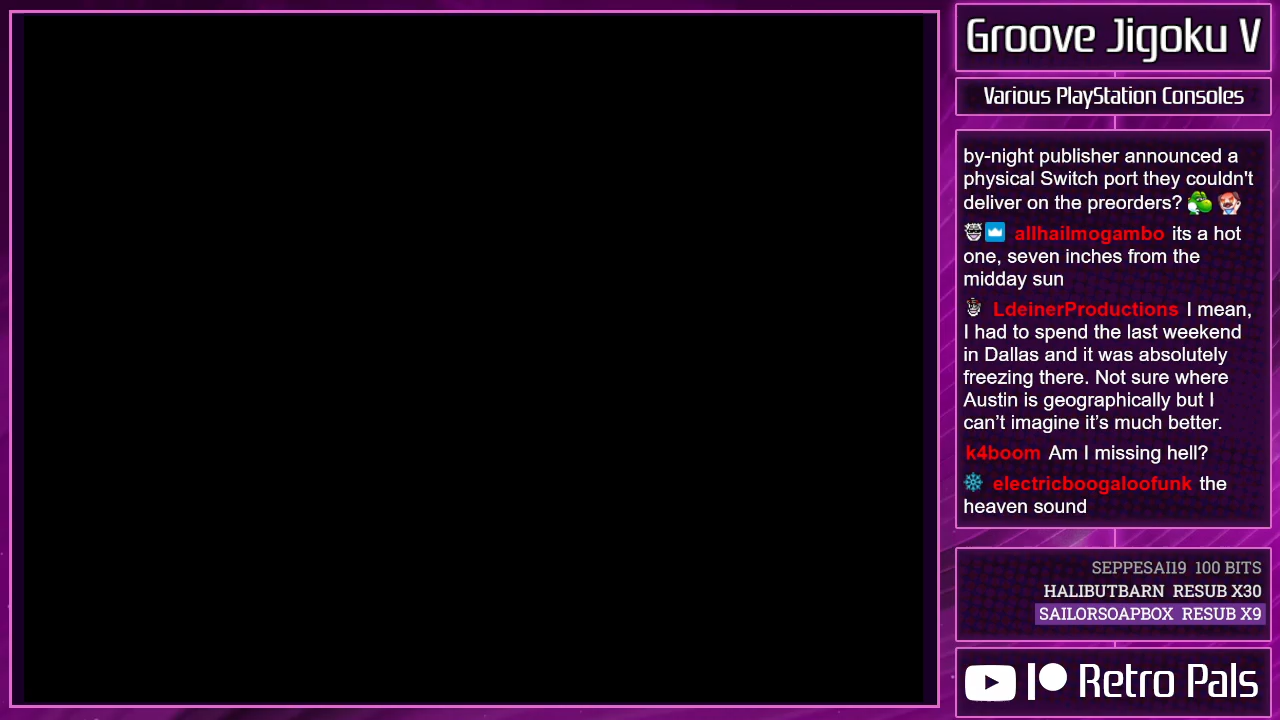 Groove Jigoku V
Various PlayStation Consoles
by-night publisher announced a
physical Switch port they couldn't
deliver on the preorders?
allhailmogambo its a hot
one, seven inches from the
midday sun
LdeinerProductions I mean,
I had to spend the last weekend
in Dallas and it was absolutely
freezing there. Not sure where
Austin is geographically but I
can’t imagine it’s much better.
k4boom Am I missing hell?
electricboogaloofunk the
heaven sound
SEPPESAI19 100 BITS
HALIBUTBARN RESUB X30
SAILORSOAPBOX RESUB X9
Retro Pals